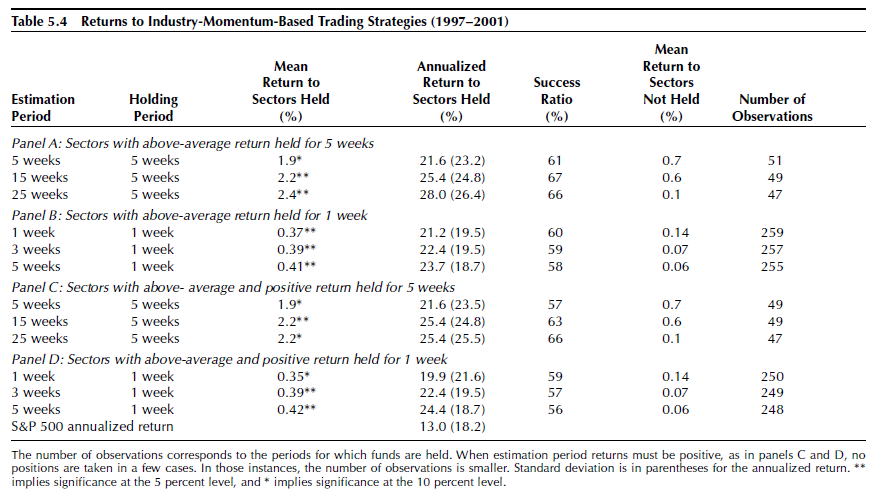 Table 5.4 Returns to Industry-Momentum-Based Trading Strategies (1997–2001)
Mean Mean
Return to Annualized Return to
Sectors Held Return to Success Sectors
Estimation Holding (%) Sectors Held Ratio Not Held Number of
Period Period (%) (%) (%) Observations
Panel A: Sectors with above-average return held for 5 weeks
5 weeks 5 weeks 1.9* 21.6 (23.2) 61 0.7 51
15 weeks 5 weeks 2.2** 25.4 (24.8) 67 0.6 49
25 weeks 5 weeks 2.4** 28.0 (26.4) 66 0.1 47
Panel B: Sectors with above-average return held for 1 week
1 week 1 week 0.37** 21.2 (19.5) 60 0.14 259
3 weeks 1 week 0.39** 22.4 (19.5) 59 0.07 257
5 weeks 1 week 0.41** 23.7 (18.7) 58 0.06 255
Panel C: Sectors with above- average and positive return held for 5 weeks
5 weeks 5 weeks 1.9* 21.6 (23.5) 57 0.7 49
15 weeks 5 weeks 2.2** 25.4 (24.8) 63 0.6 49
25 weeks 5 weeks 2.2* 25.4 (25.5) 66 0.1 47
Panel D: Sectors with above-average and positive return held for 1 week
1 week 1 week 0.35* 19.9 (21.6) 59 0.14 250
3 weeks 1 week 0.39** 22.4 (19.5) 57 0.07 249
5 weeks 1 week 0.42** 24.4 (18.7) 56 0.06 248
S&P 500 annualized return 13.0 (18.2)
The number of observations corresponds to the periods for which funds are held. When estimation period returns must be positive, as in panels C and D, no
positions are taken in a few cases. In those instances, the number of observations is smaller. Standard deviation is in parentheses for the annualized return. **
implies significance at the 5 percent level, and * implies significance at the 10 percent level.